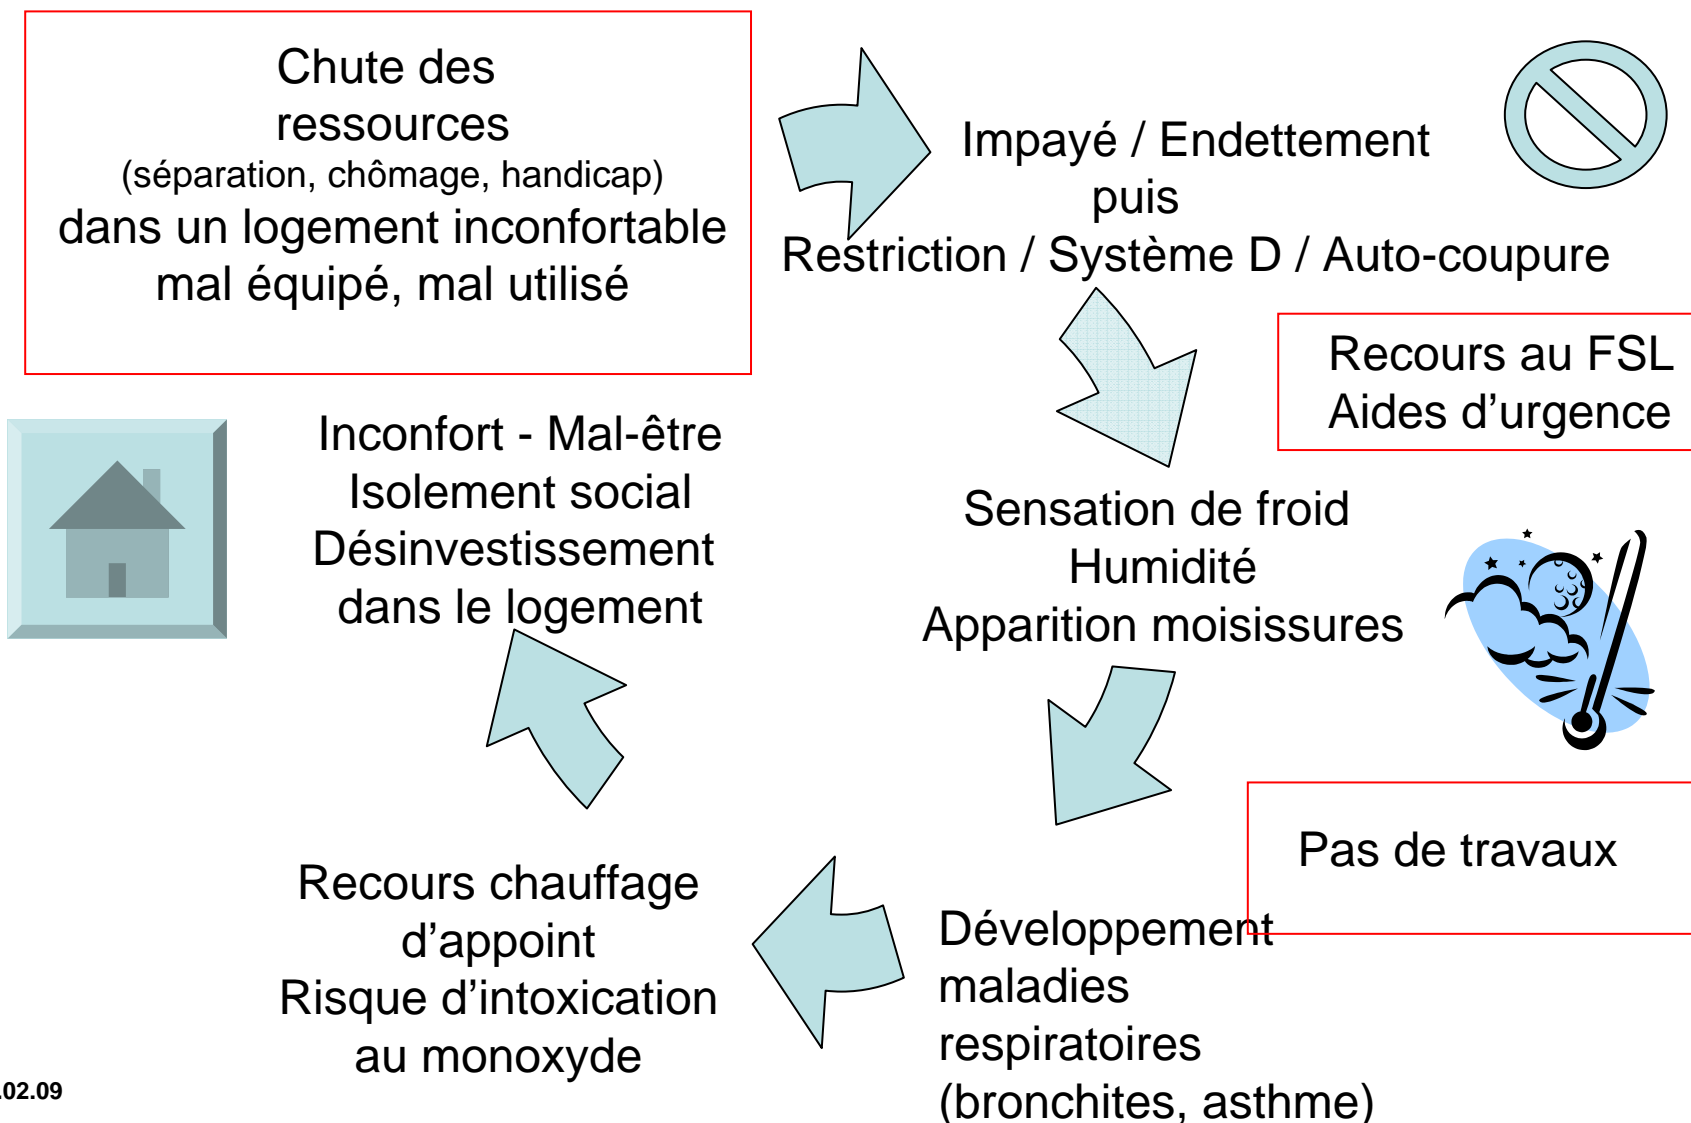 Chute des
ressources
(séparation, chômage, handicap)
dans un logement inconfortable
mal équipé, mal utilisé
Impayé / Endettement
puis
Restriction / Système D / Auto-coupure
Recours au FSL
Aides d’urgence
Sensation de froid
Humidité
Apparition moisissures
Pas de travaux
Développement
maladies
respiratoires
(bronchites, asthme)
Recours chauffage
d’appoint
Risque d’intoxication
au monoxyde
Inconfort - Mal-être
Isolement social
Désinvestissement
dans le logement
.02.09